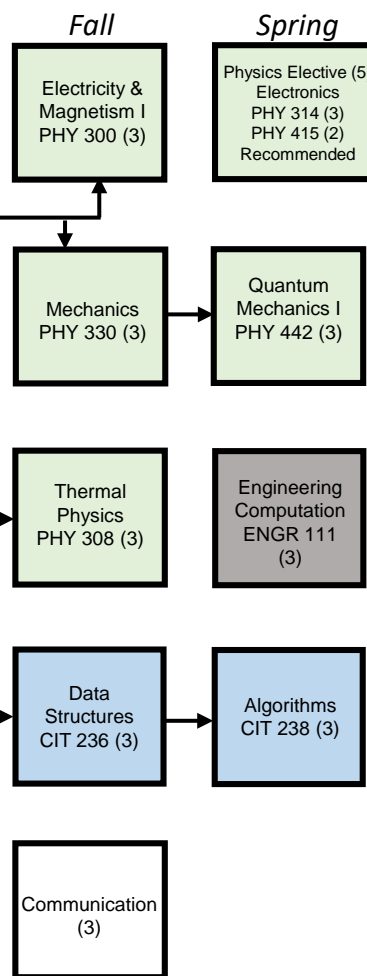 Fall
Spring
Electricity &
Magnetism I
PHY 300 (3)
Physics Elective (5
Electronics
PHY 314 (3)
PHY 415 (2)
Recommended
Mechanics
PHY 330 (3)
Quantum
Mechanics I
PHY 442 (3)
Thermal
Physics
PHY 308 (3)
Engineering
Computation
ENGR 111
(3)
Data
Structures
CIT 236 (3)
Algorithms
CIT 238 (3)
Communication
(3)